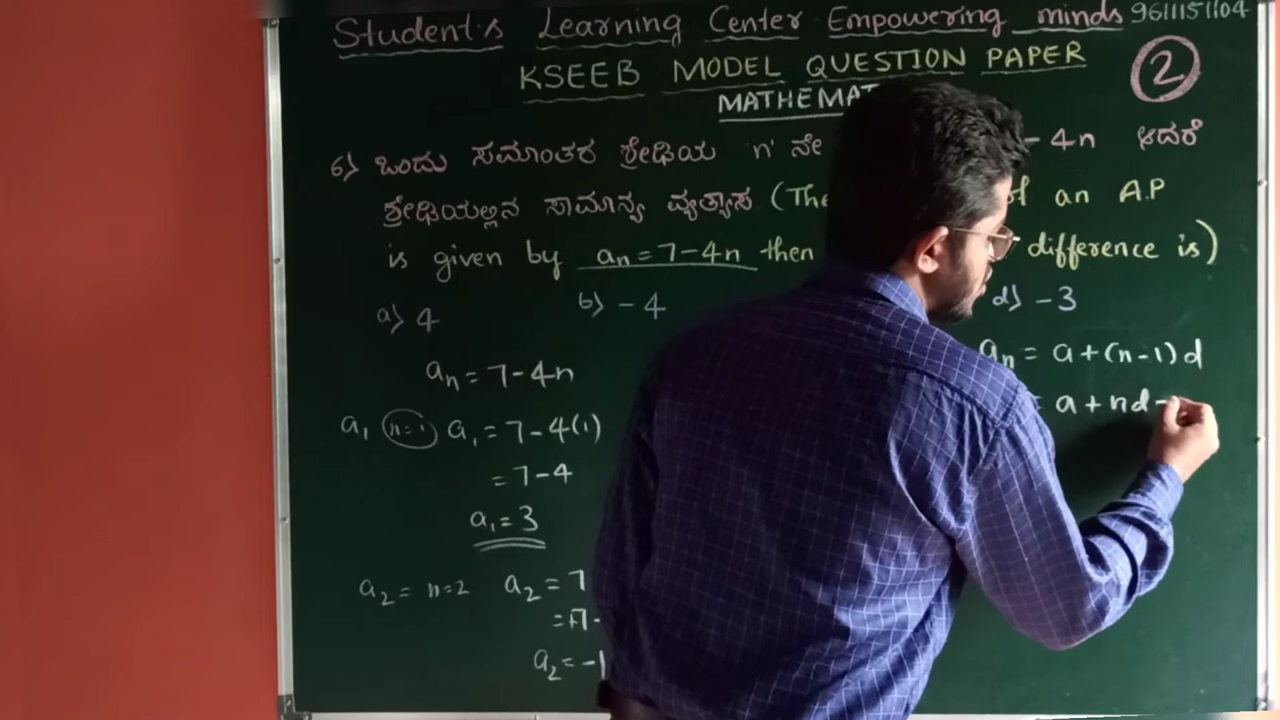 Student's Learning Center Empowering minds 9611151104
KSEEB MODEL QUESTION PAPER
2
MATHEMAT
6) ಒಂದು ಸಮಾಂತರ ಶ್ರೇಢಿಯ 'n' ನೇ - 4n ಆದರೆ
ಶ್ರೇಢಿಯಲ್ಲಿನ ಸಾಮಾನ್ಯ ವ್ಯತ್ಯಾಸ (The of an A.P
is given by an = 7 - 4n then difference is)
a) 4 b) - 4 d) - 3
an = 7 - 4n
an = a + (n - 1) d
= a + nd -
a1 n=1 a1 = 7 - 4(1)
= 7 - 4
a1 = 3
a2 = n=2 a2 = 7
= 7 -
a2 = -1